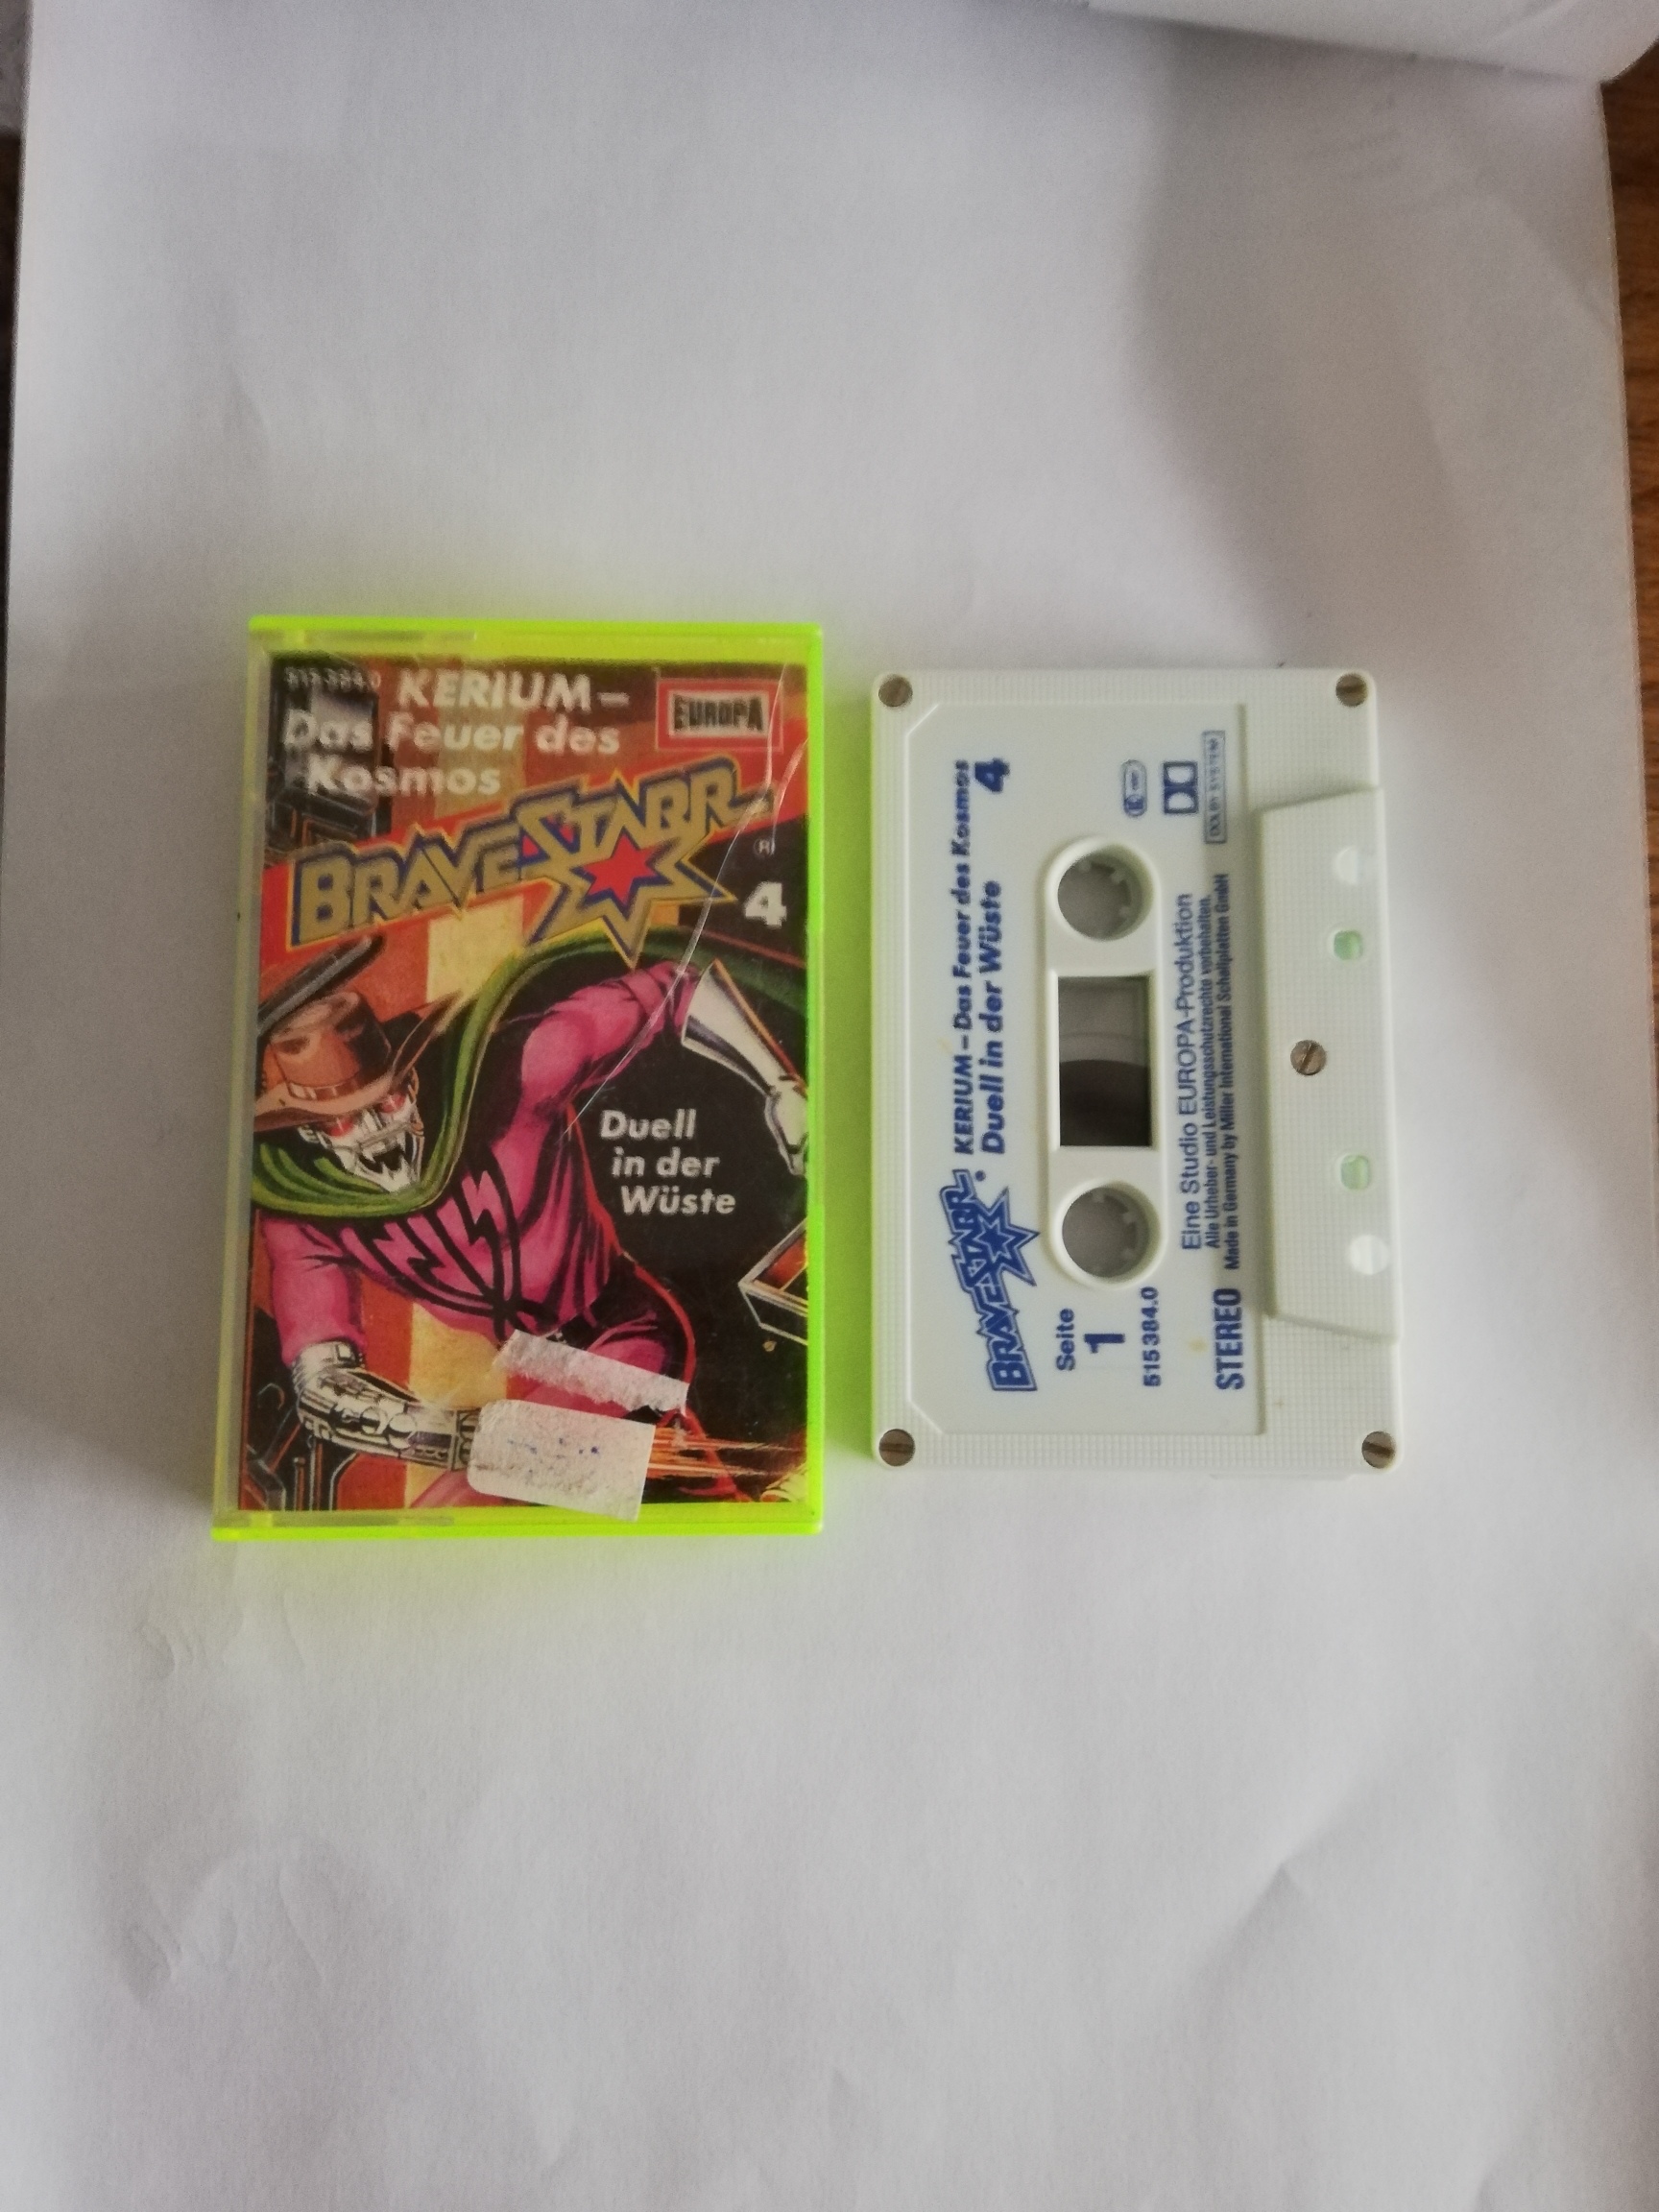 515 384.0
KERIUM –
Das Feuer des
Kosmos
EUROPA
BRAVESTARR
®
4
Duell
in der
Wüste
BRAVESTARR®
KERIUM – Das Feuer des Kosmos
Duell in der Wüste 4
Seite
1
515 384.0
DOLBY SYSTEM
Eine Studio EUROPA-Produktion
Alle Urheber- und Leistungsschutzrechte vorbehalten.
STEREO Made in Germany by Miller International Schallplatten GmbH